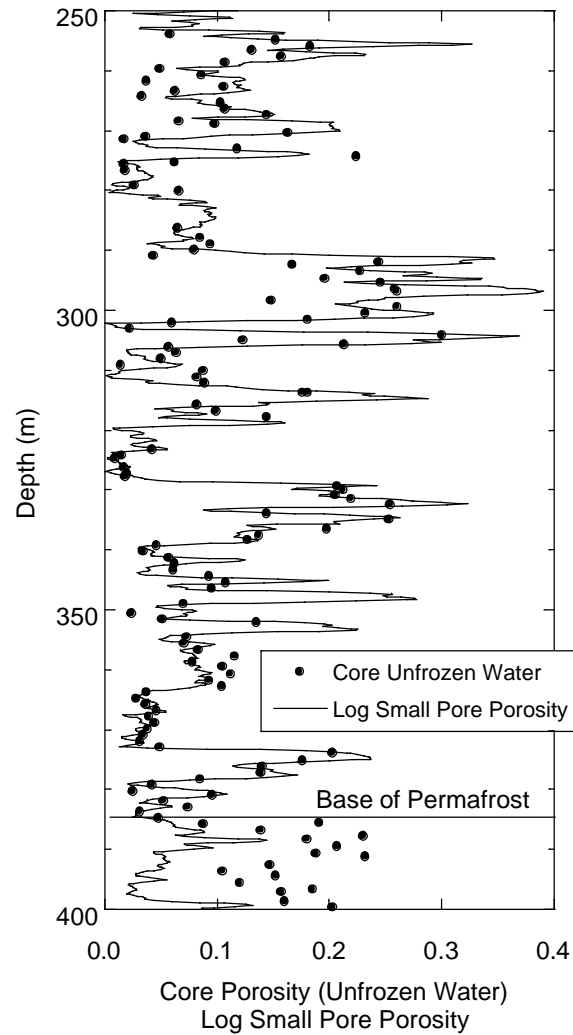 250
300
350
400
Depth (m)
Core Unfrozen Water
Log Small Pore Porosity
Base of Permafrost
0.0 0.1 0.2 0.3 0.4
Core Porosity (Unfrozen Water)
Log Small Pore Porosity